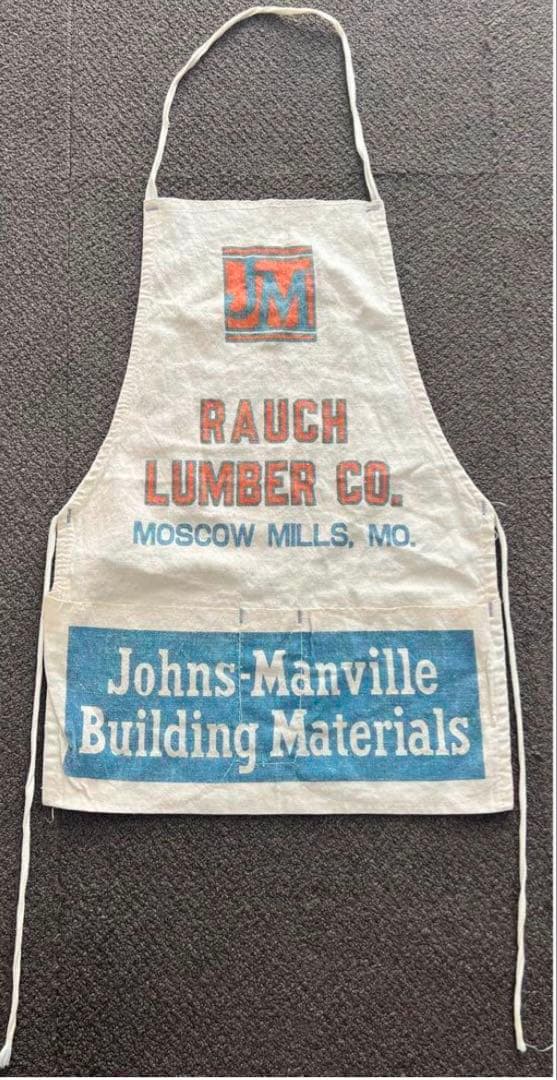 JM
RAUCH
LUMBER CO.
MOSCOW MILLS, MO.
Johns-Manville
Building Materials